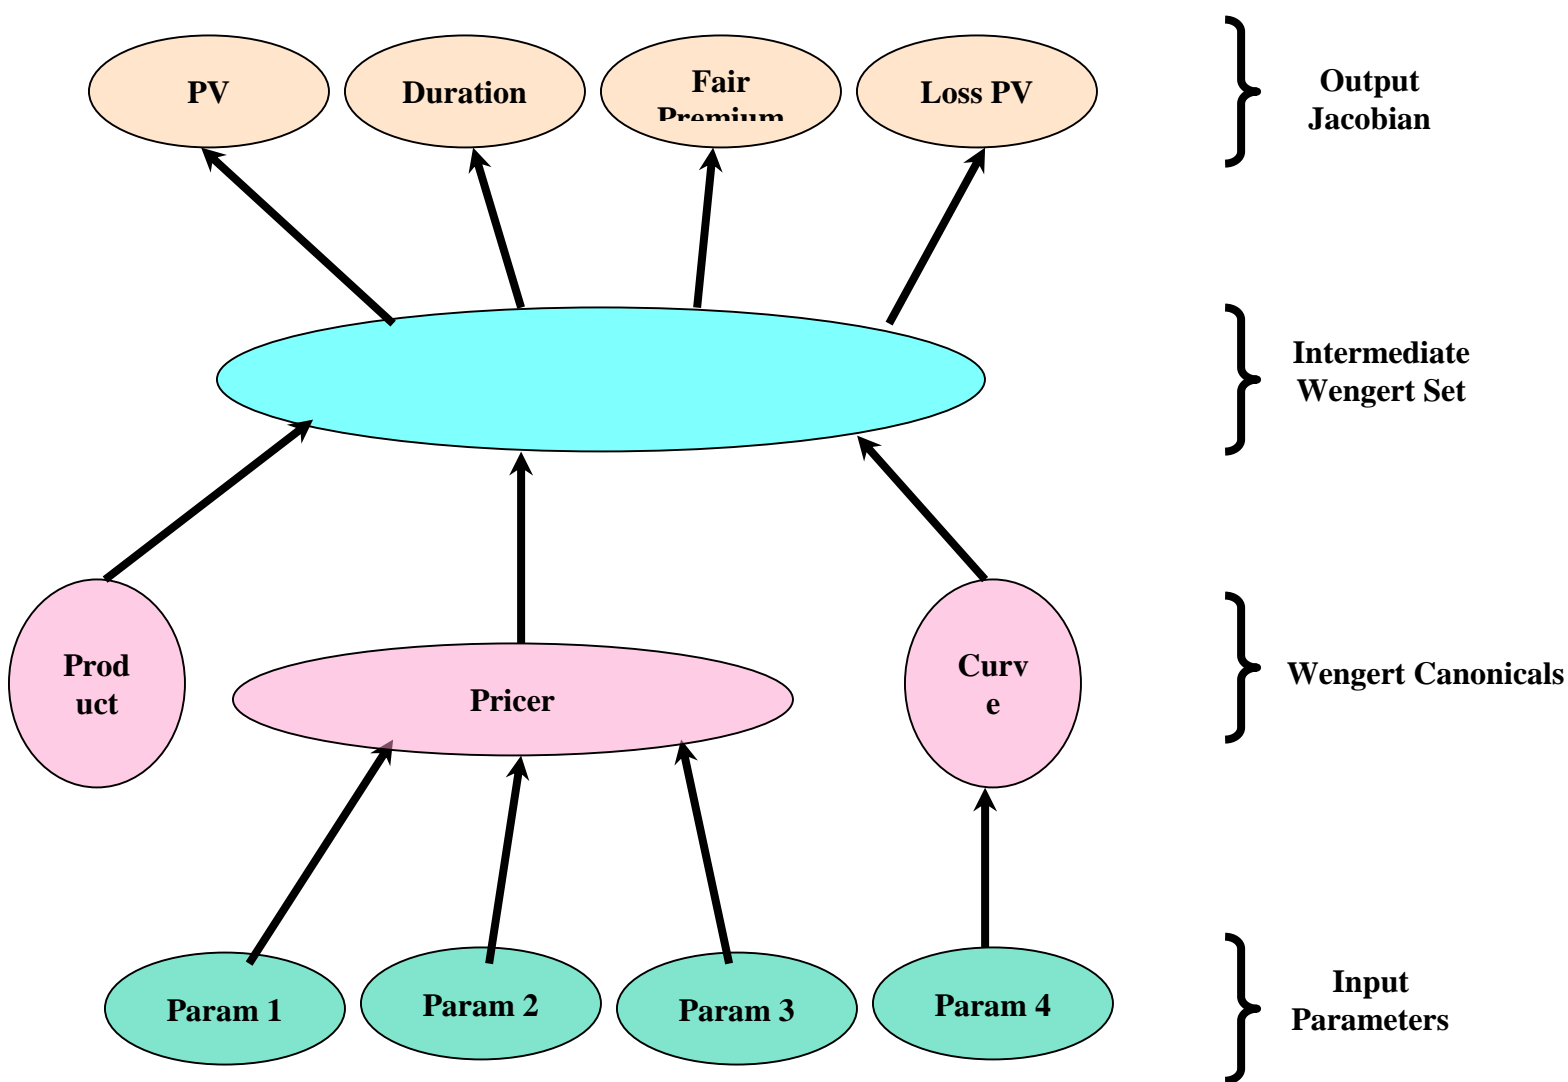 PV
Duration
Fair
Premium
Loss PV
Output
Jacobian
Intermediate
Wengert Set
Prod
uct
Pricer
Curv
e
Wengert Canonicals
Param 1
Param 2
Param 3
Param 4
Input
Parameters